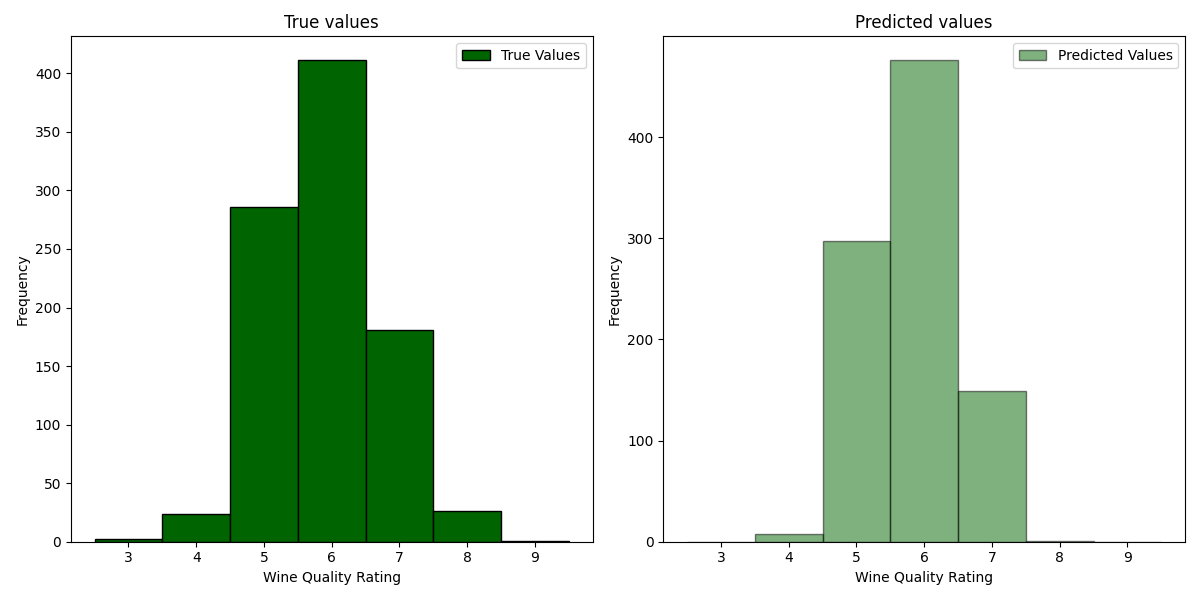 True values
True Values
400
350
300
250
200
150
100
50
0
Frequency
3 4 5 6 7 8 9
Wine Quality Rating
Predicted values
Predicted Values
400
300
200
100
0
Frequency
3 4 5 6 7 8 9
Wine Quality Rating